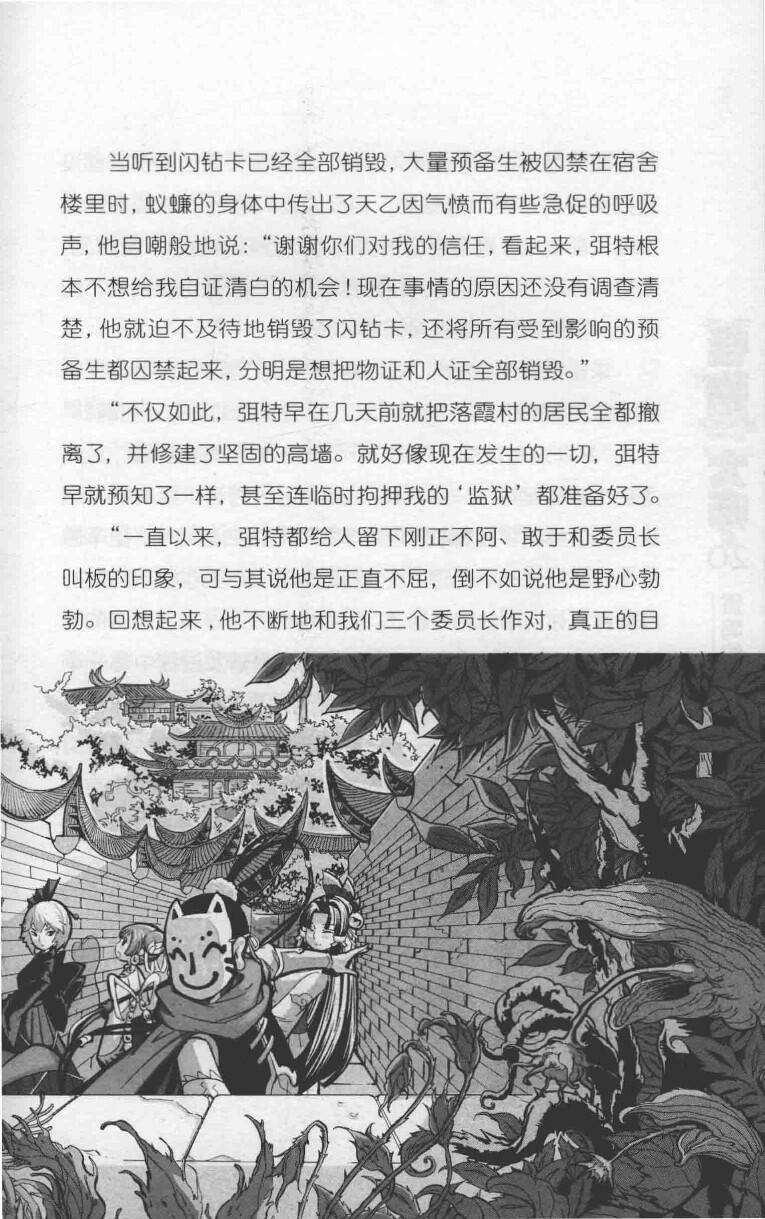 当听到闪钻卡已经全部销毁，大量预备生被囚禁在宿舍
楼里时，蚁蠊的身体中传出了天乙因气愤而有些急促的呼吸
声，他自嘲般地说：“谢谢你们对我的信任，看起来，弭特根
本不想给我自证清白的机会！现在事情的原因还没有调查清
楚，他就迫不及待地销毁了闪钻卡，还将所有受到影响的预
备生都囚禁起来，分明是想把物证和人证全部销毁。”
“不仅如此，弭特早在几天前就把落霞村的居民全都撤
离了，并修建了坚固的高墙。就好像现在发生的一切，弭特
早就预知了一样，甚至连临时拘押我的‘监狱’都准备好了。
“一直以来，弭特都给人留下刚正不阿、敢于和委员长
叫板的印象，可与其说他是正直不屈，倒不如说他是野心勃
勃。回想起来，他不断地和我们三个委员长作对，真正的目